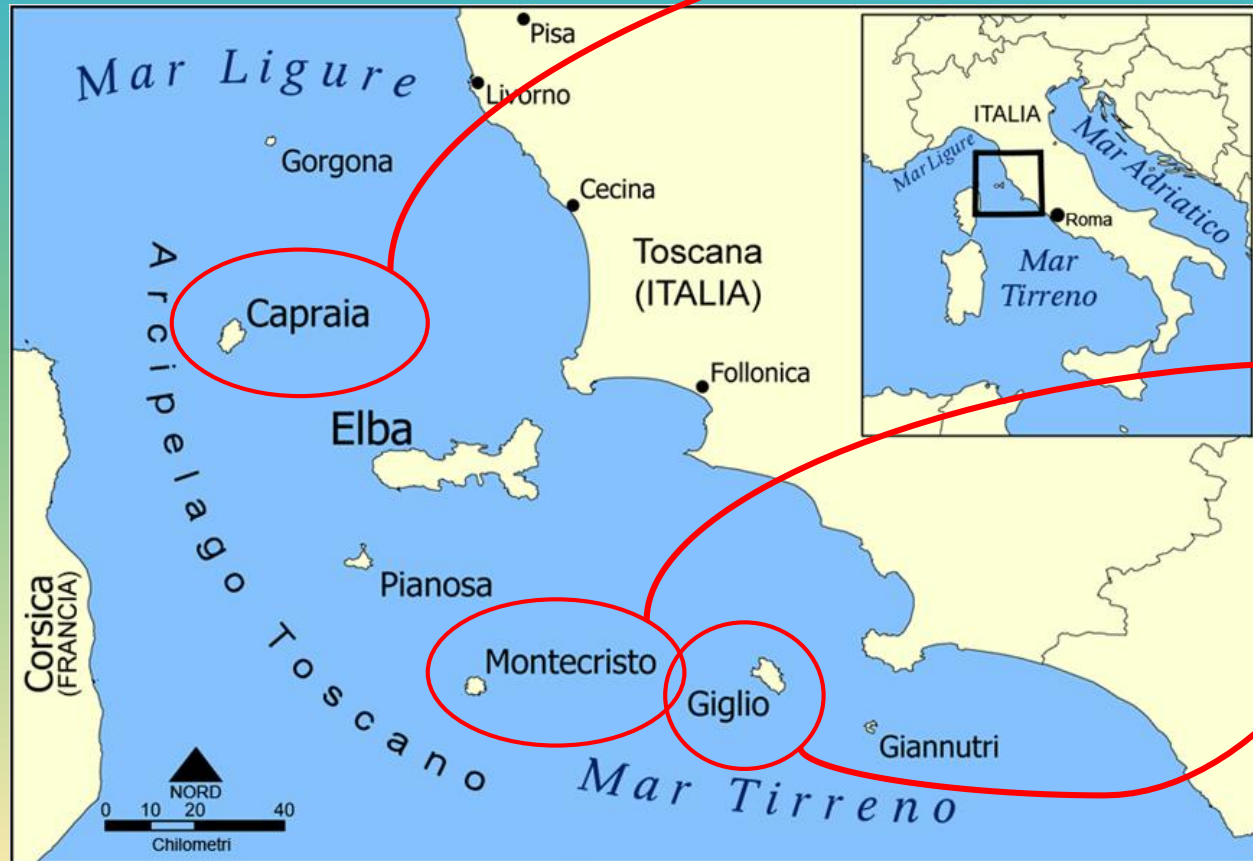 Mar Ligure
Pisa
Livorno
Gorgona
Cecina
Toscana
(ITALIA)
Arcipelago Toscano
Capraia
Follonica
Elba
Pianosa
Corsica
(FRANCIA)
Montecristo
Giglio
Giannutri
Mar Tirreno
NORD
0 10 20 40
Chilometri
ITALIA
Mar Ligure
Mar Adriatico
Roma
Mar
Tirreno